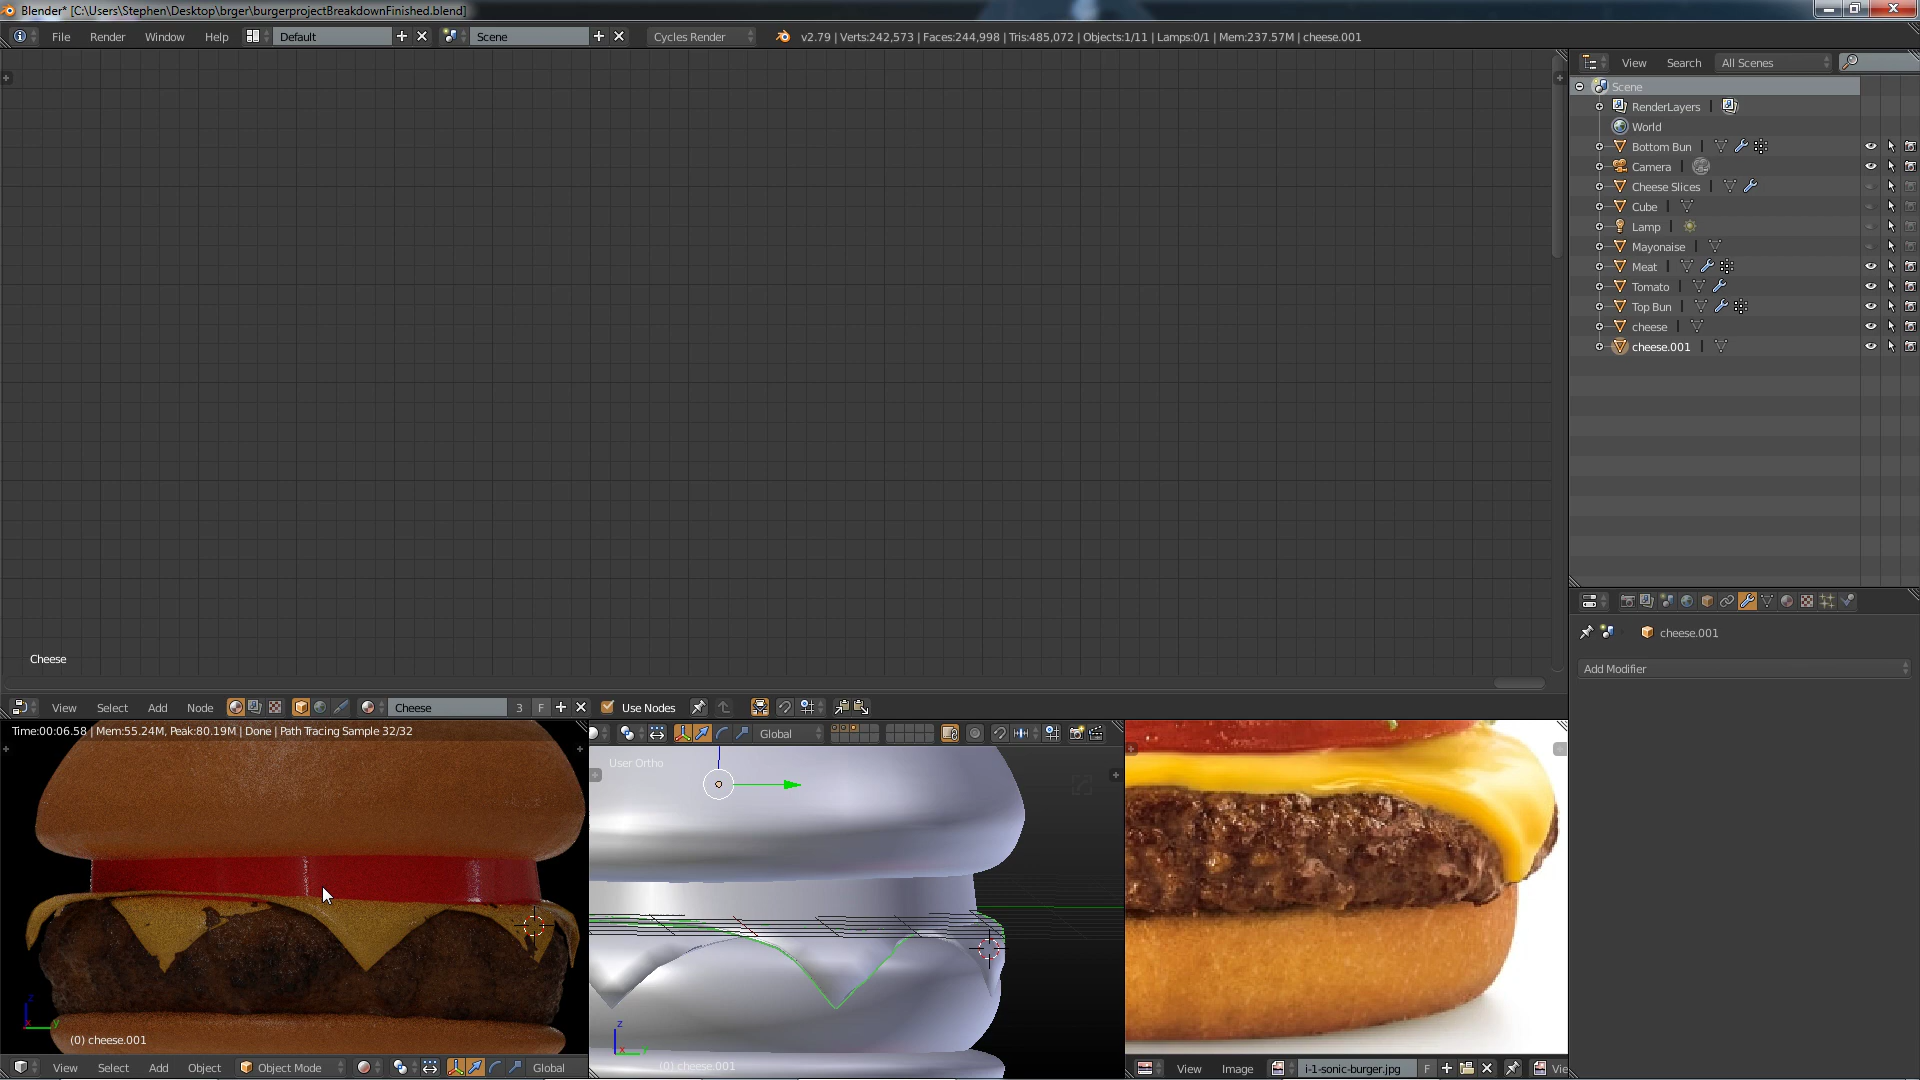 Blender* [C:\Users\Stephen\Desktop\brger\burgerprojectBreakdownFinished.blend]
File Render Window Help Default Scene Cycles Render v2.79 | Verts:242,573 | Faces:244,998 | Tris:485,072 | Objects:1/11 | Lamps:0/1 | Mem:237.57M | cheese.001
View Search All Scenes
Scene
RenderLayers
World
Bottom Bun
Camera
Cheese Slices
Cube
Lamp
Mayonaise
Meat
Tomato
Top Bun
cheese
cheese.001
cheese.001
Add Modifier
Cheese
View Select Add Node Cheese 3 F Use Nodes
Time:00:06.58 | Mem:55.24M, Peak:80.19M | Done | Path Tracing Sample 32/32
Global
User Ortho
z
y
(0) cheese.001
z
x
(0) cheese.001
View Select Add Object Object Mode Global
View Image i-1-sonic-burger.jpg F Vie